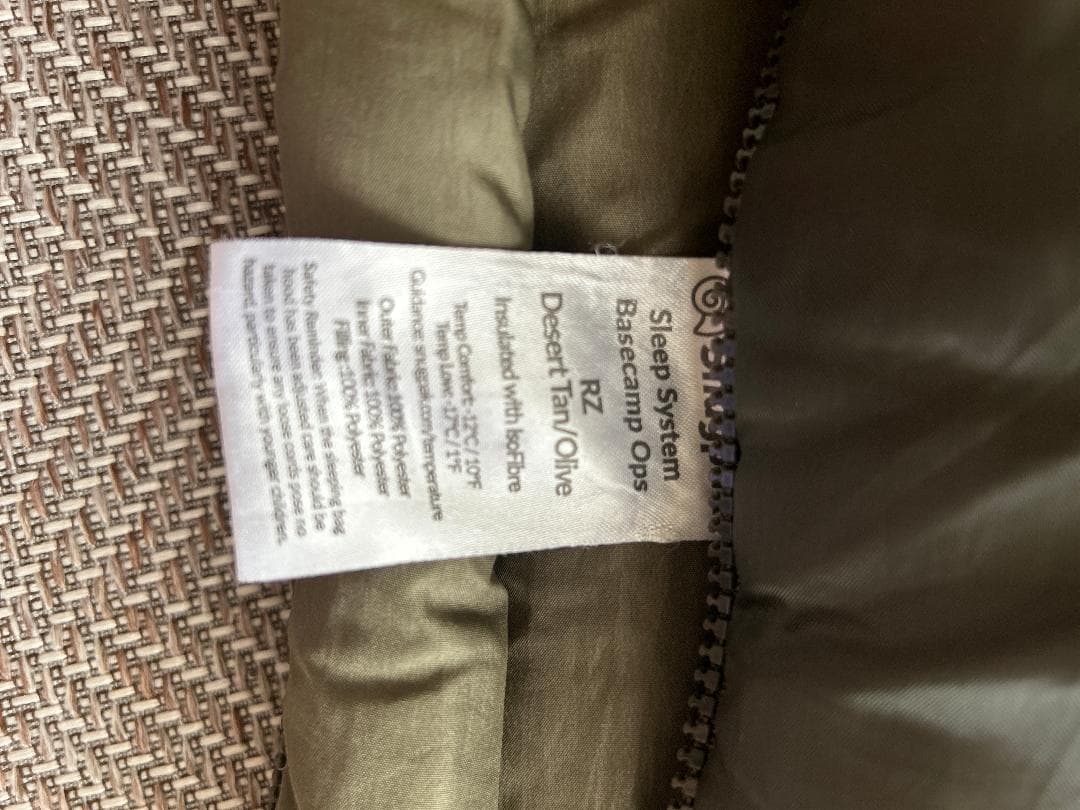 Snugpak
Sleep System
Basecamp Ops
RZ
Desert Tan/Olive
Insulated with IsoFibre
Temp Comfort: -12°C / 10°F
Temp Low: -17°C / 1°F
Guidance: snugpak.com/temperature
Outer Fabric: 100% Polyester
Inner Fabric: 100% Polyester
Filling: 100% Polyester
Safety Reminder: When the sleeping bag
hood has been adjusted care should be
taken to ensure any loose cords pose no
hazard, particularly with younger children.